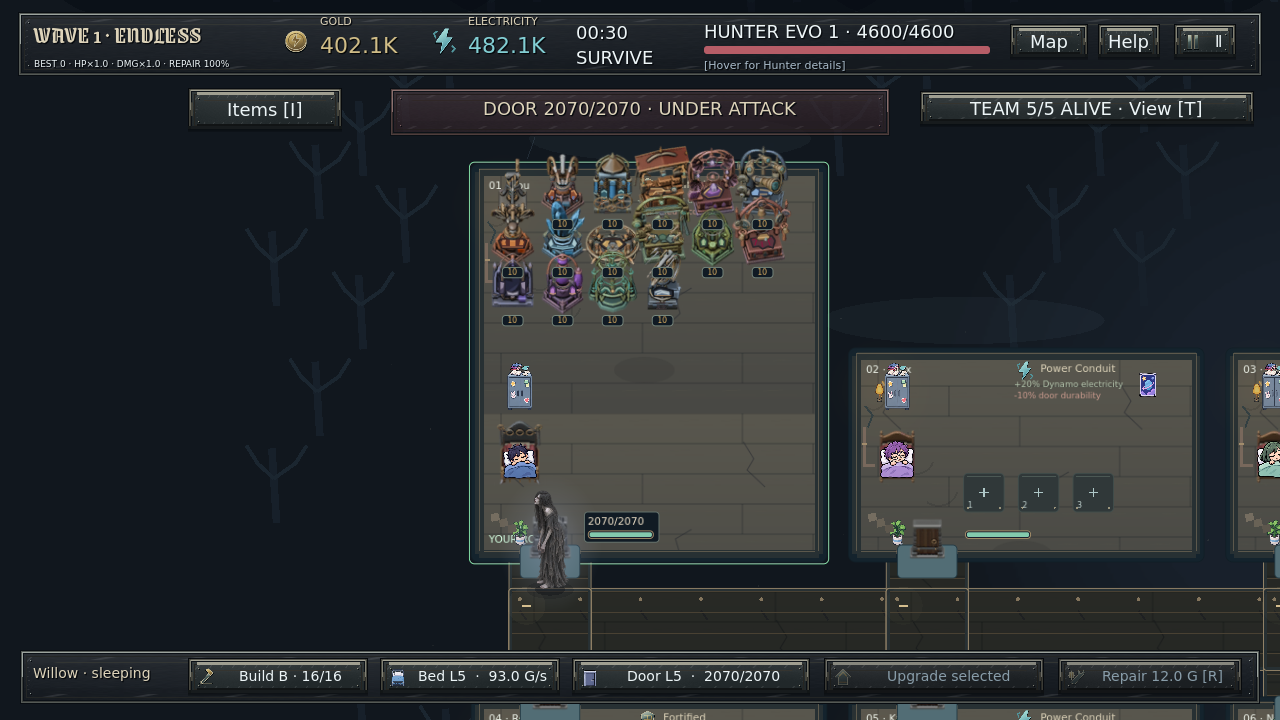 WAVE 1 · ENDLESS
BEST 0 · HP×1.0 · DMG×1.0 · REPAIR 100%
GOLD
402.1K
ELECTRICITY
482.1K
00:30
SURVIVE
HUNTER EVO 1 · 4600/4600
[Hover for Hunter details]
Map
Help
II
Items [I]
DOOR 2070/2070 · UNDER ATTACK
TEAM 5/5 ALIVE · View [T]
01
10 10 10 10 10
10 10 10 10 10 10
10 10 10 10
2070/2070
02 ·
Power Conduit
+20% Dynamo electricity
-10% door durability
+ + +
1 2 3
03 ·
Willow · sleeping
Build B · 16/16
Bed L5 · 93.0 G/s
Door L5 · 2070/2070
Upgrade selected
Repair 12.0 G [R]
04 · R
Fortified
05 · K
Power Conduit
06 ·